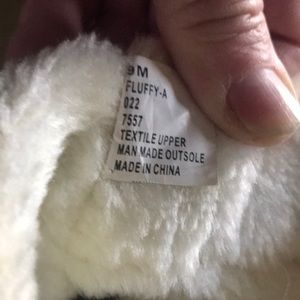 9M
FLUFFY-A
022
7557
TEXTILE UPPER
MAN MADE OUTSOLE
MADE IN CHINA